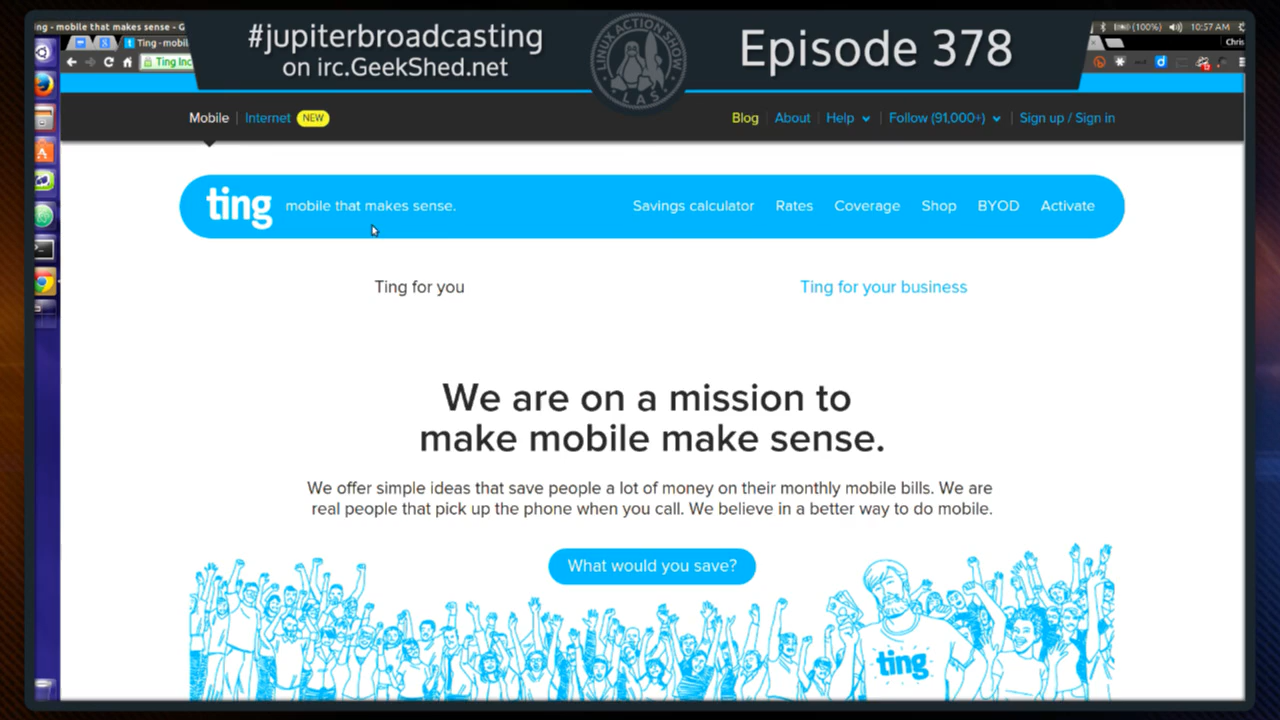 ng - mobile that makes sense - G
#jupiterbroadcasting
on irc.GeekShed.net
LINUX ACTION SHOW
LAS
Episode 378
(100%)
10:57 AM
Ting - mobil
Chris
Ting Inc
Mobile | Internet NEW
Blog | About | Help | Follow (91,000+) | Sign up / Sign in
ting mobile that makes sense.
Savings calculator Rates Coverage Shop BYOD Activate
Ting for you
Ting for your business
We are on a mission to
make mobile make sense.
We offer simple ideas that save people a lot of money on their monthly mobile bills. We are
real people that pick up the phone when you call. We believe in a better way to do mobile.
What would you save?
ting